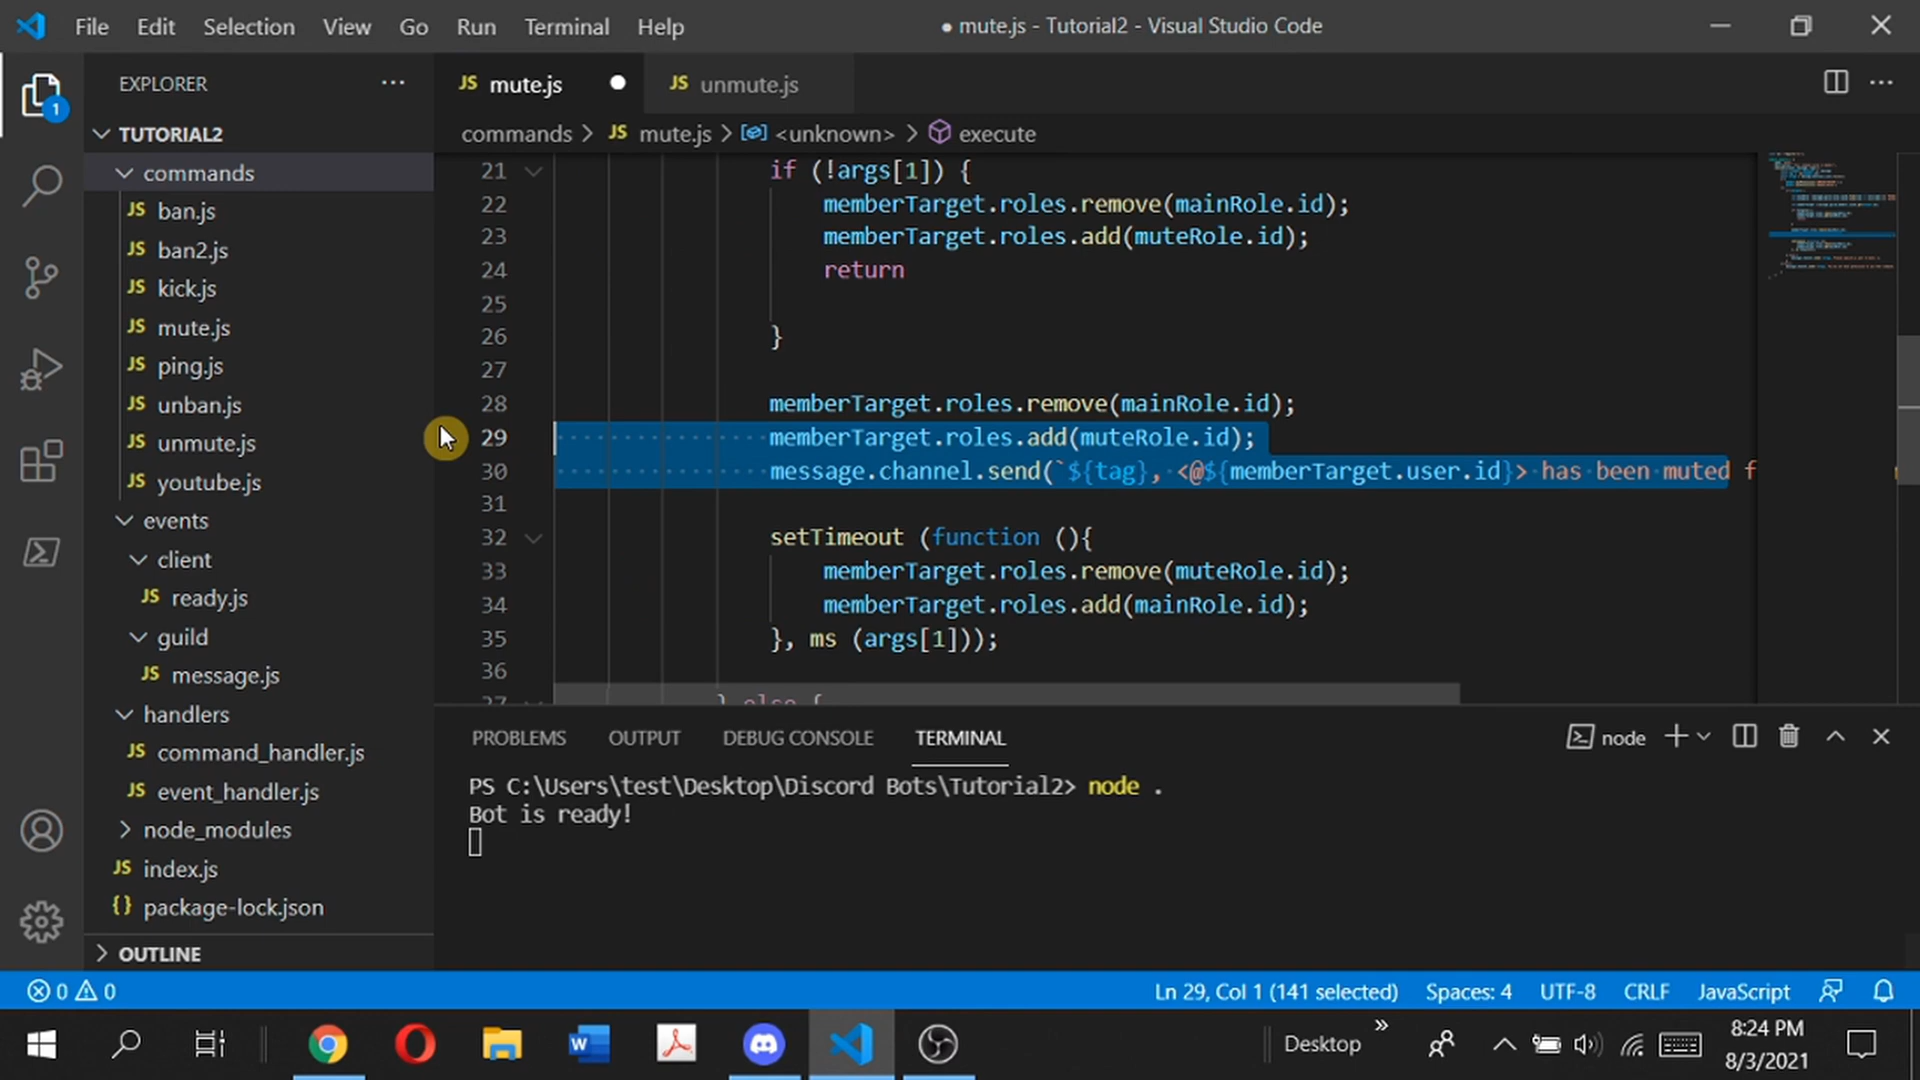 File Edit Selection View Go Run Terminal Help
● mute.js - Tutorial2 - Visual Studio Code
1
EXPLORER
TUTORIAL2
commands
JS ban.js
JS ban2.js
JS kick.js
JS mute.js
JS ping.js
JS unban.js
JS unmute.js
JS youtube.js
events
client
JS ready.js
guild
JS message.js
handlers
JS command_handler.js
JS event_handler.js
node_modules
JS index.js
{} package-lock.json
OUTLINE
JS mute.js
JS unmute.js
commands > JS mute.js > <unknown> > execute
21 if (!args[1]) {
22 memberTarget.roles.remove(mainRole.id);
23 memberTarget.roles.add(muteRole.id);
24 return
25
26 }
27
28 memberTarget.roles.remove(mainRole.id);
29 memberTarget.roles.add(muteRole.id);
30 message.channel.send(`${tag}, <@${memberTarget.user.id}> has been muted f
31
32 setTimeout (function (){
33 memberTarget.roles.remove(muteRole.id);
34 memberTarget.roles.add(mainRole.id);
35 }, ms (args[1]));
36
37 } else {
PROBLEMS OUTPUT DEBUG CONSOLE TERMINAL
node
PS C:\Users\test\Desktop\Discord Bots\Tutorial2> node .
Bot is ready!
0 0
Ln 29, Col 1 (141 selected) Spaces: 4 UTF-8 CRLF JavaScript
W
Desktop »
8:24 PM
8/3/2021